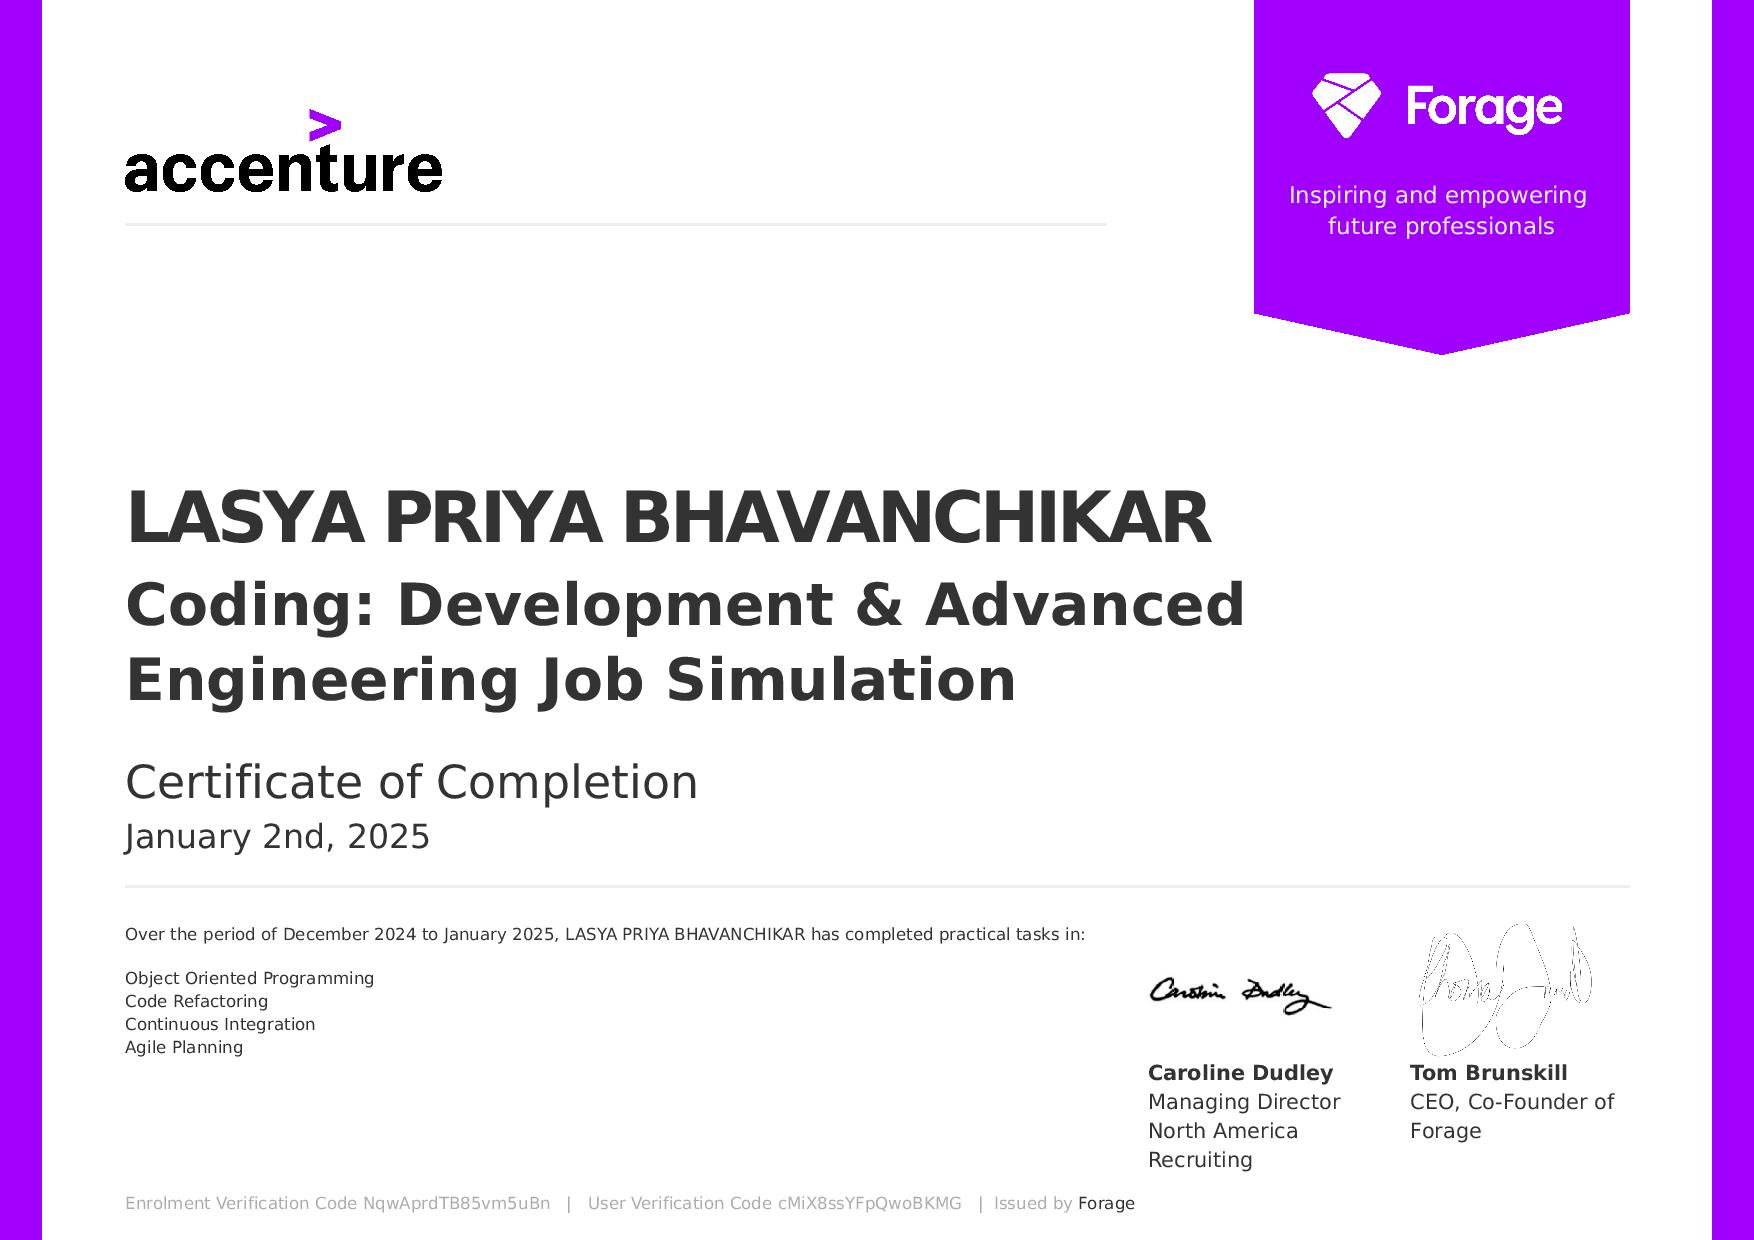 accenture
>
Forage
Inspiring and empowering
future professionals
LASYA PRIYA BHAVANCHIKAR
Coding: Development & Advanced
Engineering Job Simulation
Certificate of Completion
January 2nd, 2025
Over the period of December 2024 to January 2025, LASYA PRIYA BHAVANCHIKAR has completed practical tasks in:
Object Oriented Programming
Code Refactoring
Continuous Integration
Agile Planning
Caroline Dudley
Caroline Dudley
Managing Director
North America
Recruiting
Tom Brunskill
CEO, Co-Founder of
Forage
Enrolment Verification Code NqwAprdTB85vm5uBn | User Verification Code cMiX8ssYFpQwoBKMG | Issued by Forage